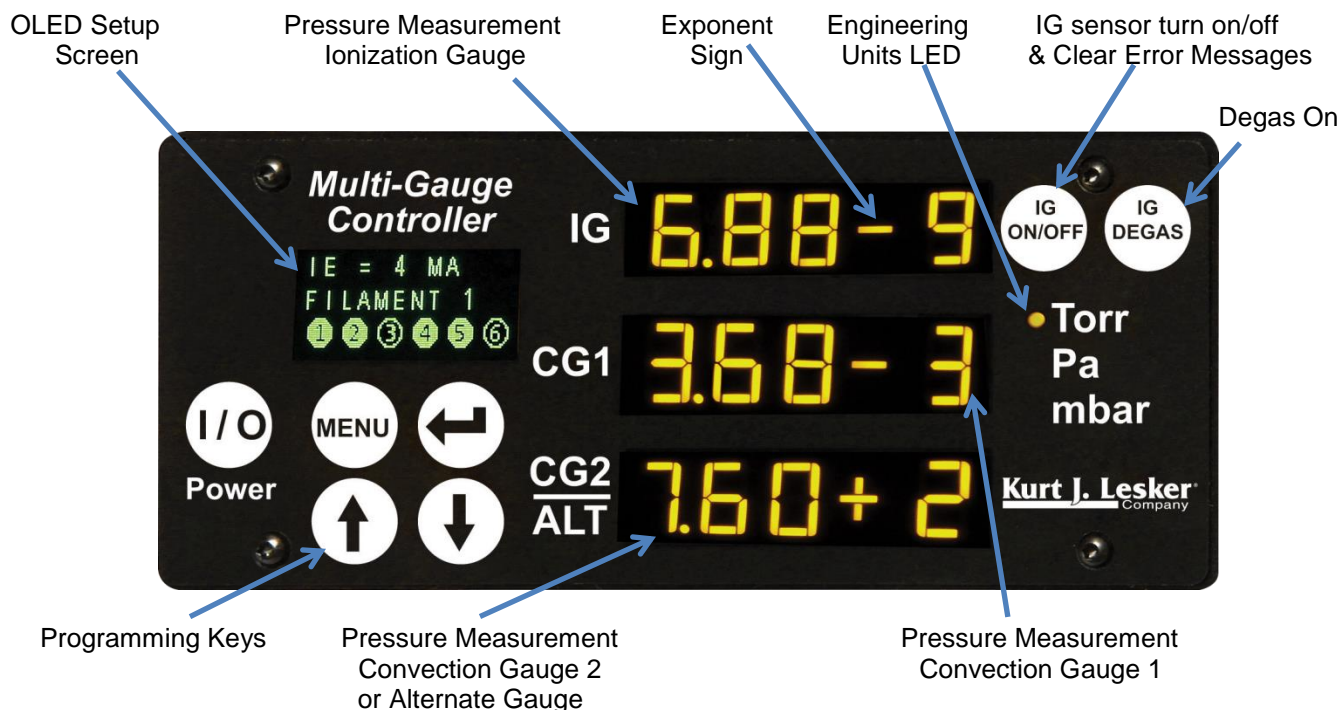 OLED Setup
Screen
Pressure Measurement
Ionization Gauge
Exponent
Sign
Engineering
Units LED
IG sensor turn on/off
& Clear Error Messages
Degas On
Multi-Gauge
Controller
IE = 4 MA
FILAMENT 1
1 2 3 4 5 6
IG
6.88 - 9
IG
ON/OFF
IG
DEGAS
CG1
3.68 - 3
Torr
Pa
mbar
I/O
Power
MENU
CG2
ALT
7.60 + 2
Kurt J. Lesker
Company
Programming Keys
Pressure Measurement
Convection Gauge 2
or Alternate Gauge
Pressure Measurement
Convection Gauge 1